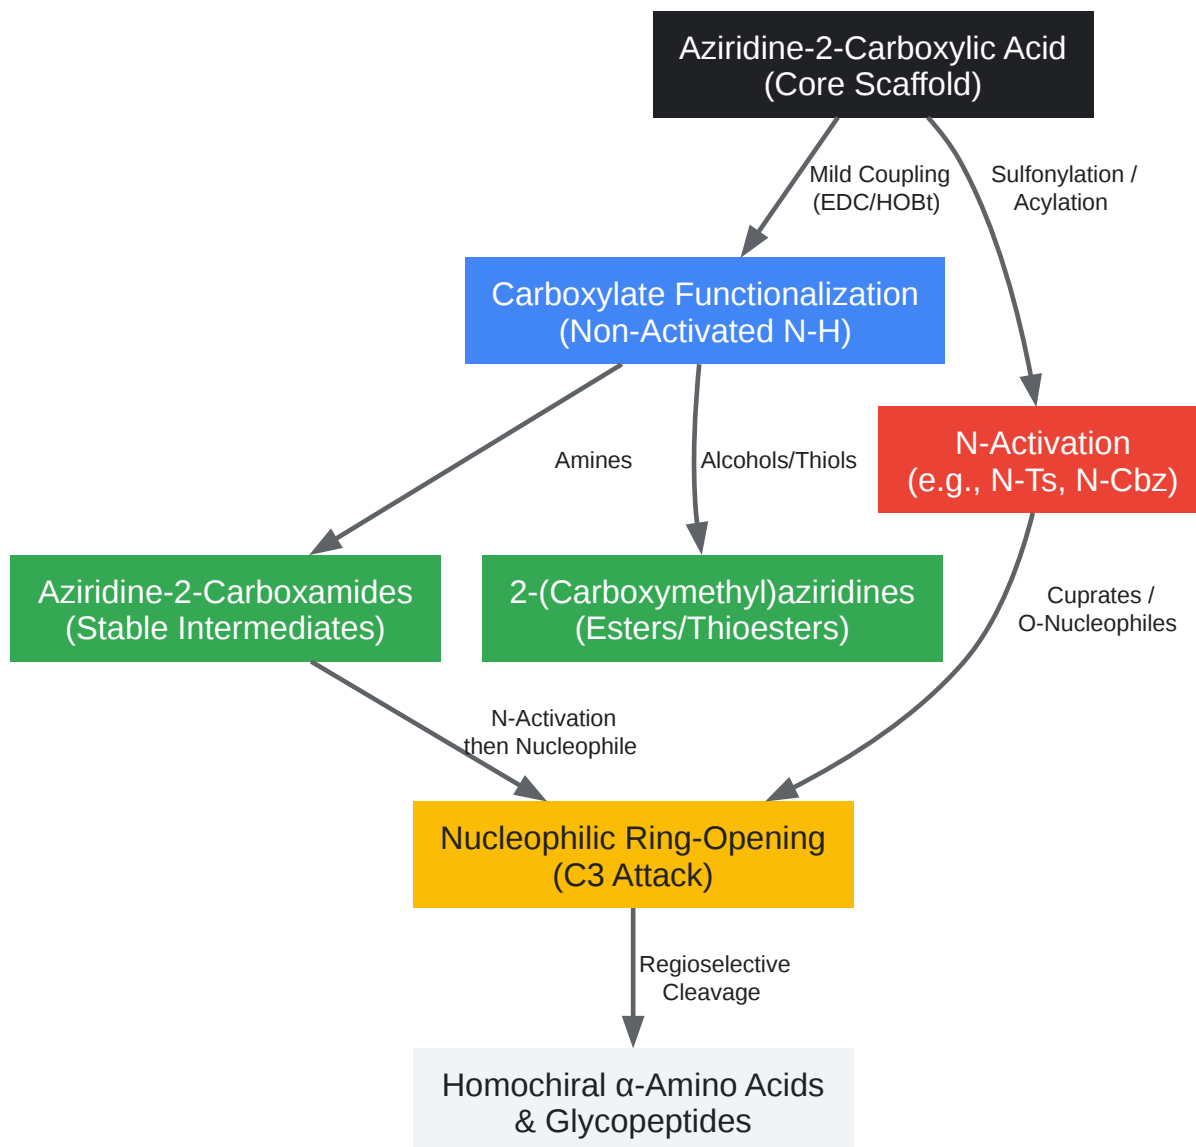 Aziridine-2-Carboxylic Acid
(Core Scaffold)
Mild Coupling
(EDC/HOBt)
Sulfonylation /
Acylation
Carboxylate Functionalization
(Non-Activated N-H)
N-Activation
(e.g., N-Ts, N-Cbz)
Amines
Alcohols/Thiols
Aziridine-2-Carboxamides
(Stable Intermediates)
2-(Carboxymethyl)aziridines
(Esters/Thioesters)
Cuprates /
O-Nucleophiles
N-Activation
then Nucleophile
Nucleophilic Ring-Opening
(C3 Attack)
Regioselective
Cleavage
Homochiral α-Amino Acids
& Glycopeptides